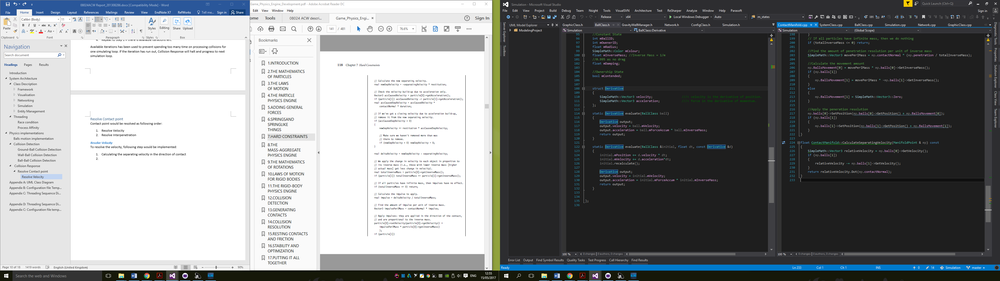 08024ACW Report_201308286.docx [Compatibility Mode] - Word
File Home Insert Design Layout References Mailings Review View EndNote X7 RefWorks Tell me... Sign in Share
Calibri (Body) 11
Paste Styles Editing Share Upload
Clipboard Font Paragraph Styles Box
Navigation
Search document
Headings Pages Results
Introduction
System Architecture
Class Description
Framework
Visualisation
Networking
Simulation
Entity Management
Threading
Race condition
Process Affinity
Physics implementations
Balls motion implementation
Collision Detection
Ground-Ball Collision Detection
Wall-Ball Collision Detection
Ball-Ball Collision Detection
Collision Response
Resolve Contact point
Resolve Velocity
Appendix A: UML Class Diagram
Appendix B: Configuration file Temp...
Appendix C: Threading Sequence Di...
Appendix D: Threading Sequence Di...
Appendix C: Configuration file temp...
4. Repeat to Step 1 if there is available iterations left.
Available iterations has been used to prevent spending too many time on processing collisions for
one simulating loop. If the iteration has run out, Collision Response will halt and progress to next
simulation loop.
Resolve Contact point
Contact point would be resolved as following order:
1. Resolve Velocity
2. Resolve Interpenetration
Resolve Velocity
To resolve the velocity, following step would be implemented:
1. Calculating the separating velocity in the direction of contact
2.
Page 10 of 18 1419 words English (United Kingdom) 90%
Game_Physics_Engine_Development.pdf - Adobe Acrobat Reader DC
Edit View Window Help
ome Tools 08024 ACW descri... Game_Physics_Engi... Sign In
141 / 481 76.6%
Bookmarks
1.INTRODUCTION
2.THE MATHEMATICS
OF PARTICLES
3.THE LAWS
OF MOTION
4.THE PARTICLE
PHYSICS ENGINE
5.ADDING GENERAL
FORCES
6.SPRINGSAND
SPRINGLIKE
THINGS
7.HARD CONSTRAINTS
8.THE
MASS-AGGREGATE
PHYSICS ENGINE
9.THE MATHEMATICS
OF ROTATIONS
10.LAWS OF MOTION
FOR RIGID BODIES
11.THE RIGID-BODY
PHYSICS ENGINE
12.COLLISION
DETECTION
13.GENERATING
CONTACTS
14.COLLISION
RESOLUTION
15.RESTING CONTACTS
AND FRICTION
16.STABILITY AND
OPTIMIZATION
17.PUTTING IT ALL
TOGETHER
118 Chapter 7 Hard Constraints
// Calculate the new separating velocity.
real newSepVelocity = -separatingVelocity * restitution;
// Check the velocity build-up due to acceleration only.
Vector3 accCausedVelocity = particle[0]->getAcceleration();
if (particle[1]) accCausedVelocity -= particle[1]->getAcceleration();
real accCausedSepVelocity = accCausedVelocity *
contactNormal * duration;
// If we've got a closing velocity due to acceleration build-up,
// remove it from the new separating velocity.
if (accCausedSepVelocity < 0)
{
newSepVelocity += restitution * accCausedSepVelocity;
// Make sure we haven't removed more than was
// there to remove.
if (newSepVelocity < 0) newSepVelocity = 0;
}
real deltaVelocity = newSepVelocity - separatingVelocity;
// We apply the change in velocity to each object in proportion to
// its inverse mass (i.e., those with lower inverse mass [higher
// actual mass] get less change in velocity).
real totalInverseMass = particle[0]->getInverseMass();
if (particle[1]) totalInverseMass += particle[1]->getInverseMass();
// If all particles have infinite mass, then impulses have no effect.
if (totalInverseMass <= 0) return;
// Calculate the impulse to apply.
real impulse = deltaVelocity / totalInverseMass;
// Find the amount of impulse per unit of inverse mass.
Vector3 impulsePerIMass = contactNormal * impulse;
// Apply impulses: they are applied in the direction of the contact,
// and are proportional to the inverse mass.
particle[0]->setVelocity(particle[0]->getVelocity() +
impulsePerIMass * particle[0]->getInverseMass()
);
if (particle[1])
Simulation - Microsoft Visual Studio
Quick Launch (Ctrl+Q)
File Edit View Project Build Debug Team Nsight Tools VisualSVN Architecture Test ReSharper Analyze Window Help Parasoft Sign in
Release x64 Local Windows Debugger Auto m_states
Server Explorer
Toolbox
UML Model Explorer
ModelingProject
GraphicClass.h BallClass.h GravityWellManager.h Network.h ConfigClass.h Simulation.h
Simulation BallClass::Derivative
95 //Constant State
96 int mBallID;
97 int mOwenerID;
98 float mRadius;
99 SimpleMath::Color mColour;
100 float mInverseMass; //Inverse Mass = 1/m
101 //0.995 as no drag
102 float mDamping;
103
104 //Ownership State
105 bool mContended;
106
107
108 struct Derivative
109 {
110 SimpleMath::Vector3 velocity; ///< velocity is the derivative of position.
111 SimpleMath::Vector3 acceleration; ///< force in the derivative of momentum.
112 };
113
114 static Derivative evaluate(BallClass ball)
115 {
116 Derivative output;
117 output.velocity = ball.mVelocity;
118 output.acceleration = ball.mForceAccum * ball.mInverseMass;
119 return output;
120 }
121
122 static Derivative evaluate(BallClass &initial, float dt, const Derivative &d)
123 {
124 initial.mPosition += d.velocity * dt;
125 initial.mVelocity += d.acceleration*dt;
126 initial.recalculate();
127
128 Derivative output;
129 output.velocity = initial.mVelocity;
130 output.acceleration = initial.mForceAccum * initial.mInverseMass;
131 return output;
132 }
133
134
135 };
136
100 % 0 changes | 0 authors, 0 changes
ContactManifold.cpp SystemClass.cpp BallClass.cpp Simulation.cpp Network.cpp GraphicClass.cpp
Simulation (Global Scope)
198 }
199 // If all particles have infinite mass, then we do nothing
200 if (totalInverseMass <= 0) return;
201
202 //Find the amount of penetration resolution per unit of inverse mass
203 SimpleMath::Vector3 movePerIMass = mp.contactNormal * (mp.penetration / totalInverseMass);
204
205 //Calculate the movement amount
206 mp.BallsMovement[0] = movePerIMass * mp.balls[0]->GetInverseMass();
207 if (mp.balls[1])
208 {
209 mp.BallsMovement[1] = movePerIMass * -mp.balls[1]->GetInverseMass();
210 }
211 else
212 {
213 mp.BallsMovement[1] = SimpleMath::Vector3::Zero;
214 }
215
216 //Apply the peneration resolution
217 mp.balls[0]->SetPosition(mp.balls[0]->GetPosition() + mp.BallsMovement[0]);
218 if (mp.balls[1])
219 {
220 mp.balls[1]->SetPosition(mp.balls[1]->GetPosition() + mp.BallsMovement[1]);
221 }
222 }
223
224 float ContactManifold::CalculateSeparatingVelocity(ManifoldPoint & mp) const
225 {
226 SimpleMath::Vector3 relativeVelocity = mp.balls[0]->GetVelocity();
227 if (mp.balls[1])
228 {
229 relativeVelocity -= mp.balls[1]->GetVelocity();
230 }
231 return relativeVelocity.Dot(mp.contactNormal);
232 }
233
100 % 0 changes | 0 authors, 0 changes
Diagnostic Tools
Properties
Solution Explorer
Class View
Team Explorer
Error List Output Find Symbol Results Quality Tasks Test Progress Call Hierarchy Find Results
Ready Ln 233 Col 1 Ch 1 INS 0 14 Simulation master
Search the web and Windows
ENG 12:55
15/05/2017